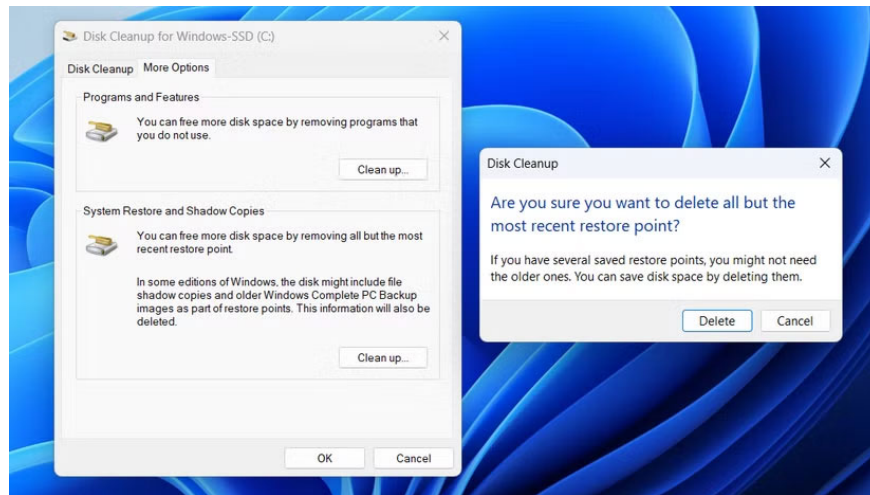 Disk Cleanup for Windows-SSD (C:)
Disk Cleanup
More Options
Programs and Features
You can free more disk space by removing programs that
you do not use.
Clean up...
System Restore and Shadow Copies
You can free more disk space by removing all but the most
recent restore point.
In some editions of Windows, the disk might include file
shadow copies and older Windows Complete PC Backup
images as part of restore points. This information will also be
deleted.
Clean up...
OK
Cancel
Disk Cleanup
Are you sure you want to delete all but the
most recent restore point?
If you have several saved restore points, you might not need
the older ones. You can save disk space by deleting them.
Delete
Cancel